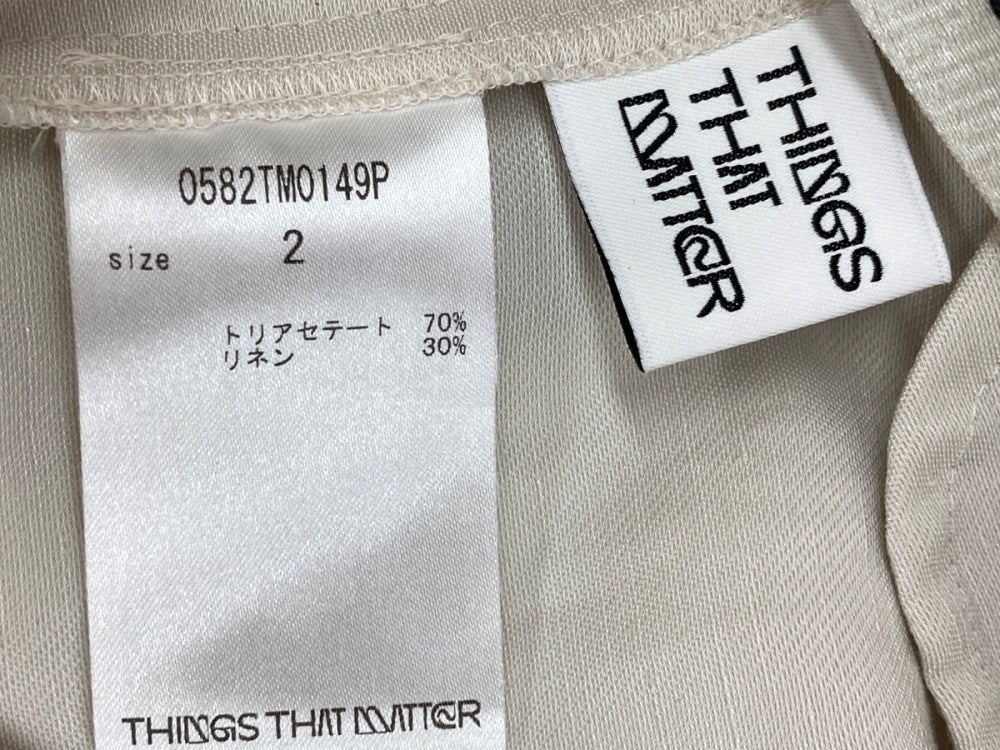 0582TM0149P
size 2
トリアセテート 70%
リネン 30%
THINGS THAT MATTER
THINGS
THAT
MATTER